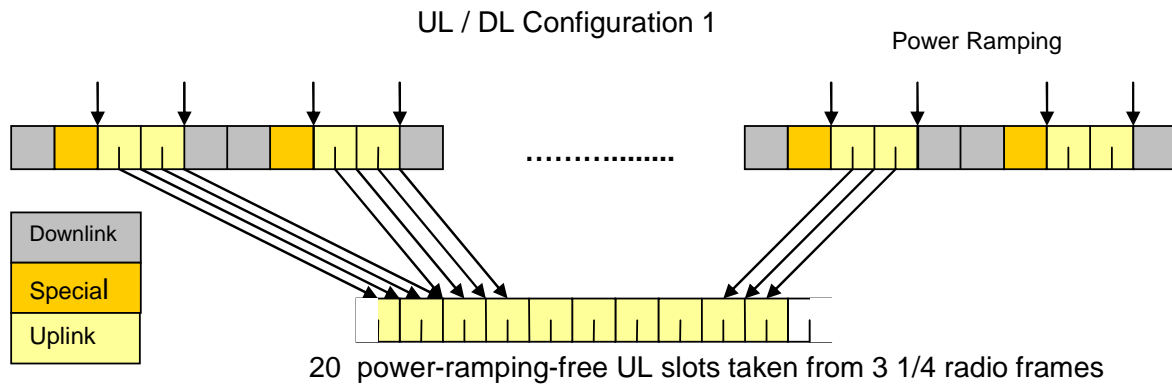 UL / DL Configuration 1
Power Ramping
...................
Downlink
Special
Uplink
20 power-ramping-free UL slots taken from 3 1/4 radio frames